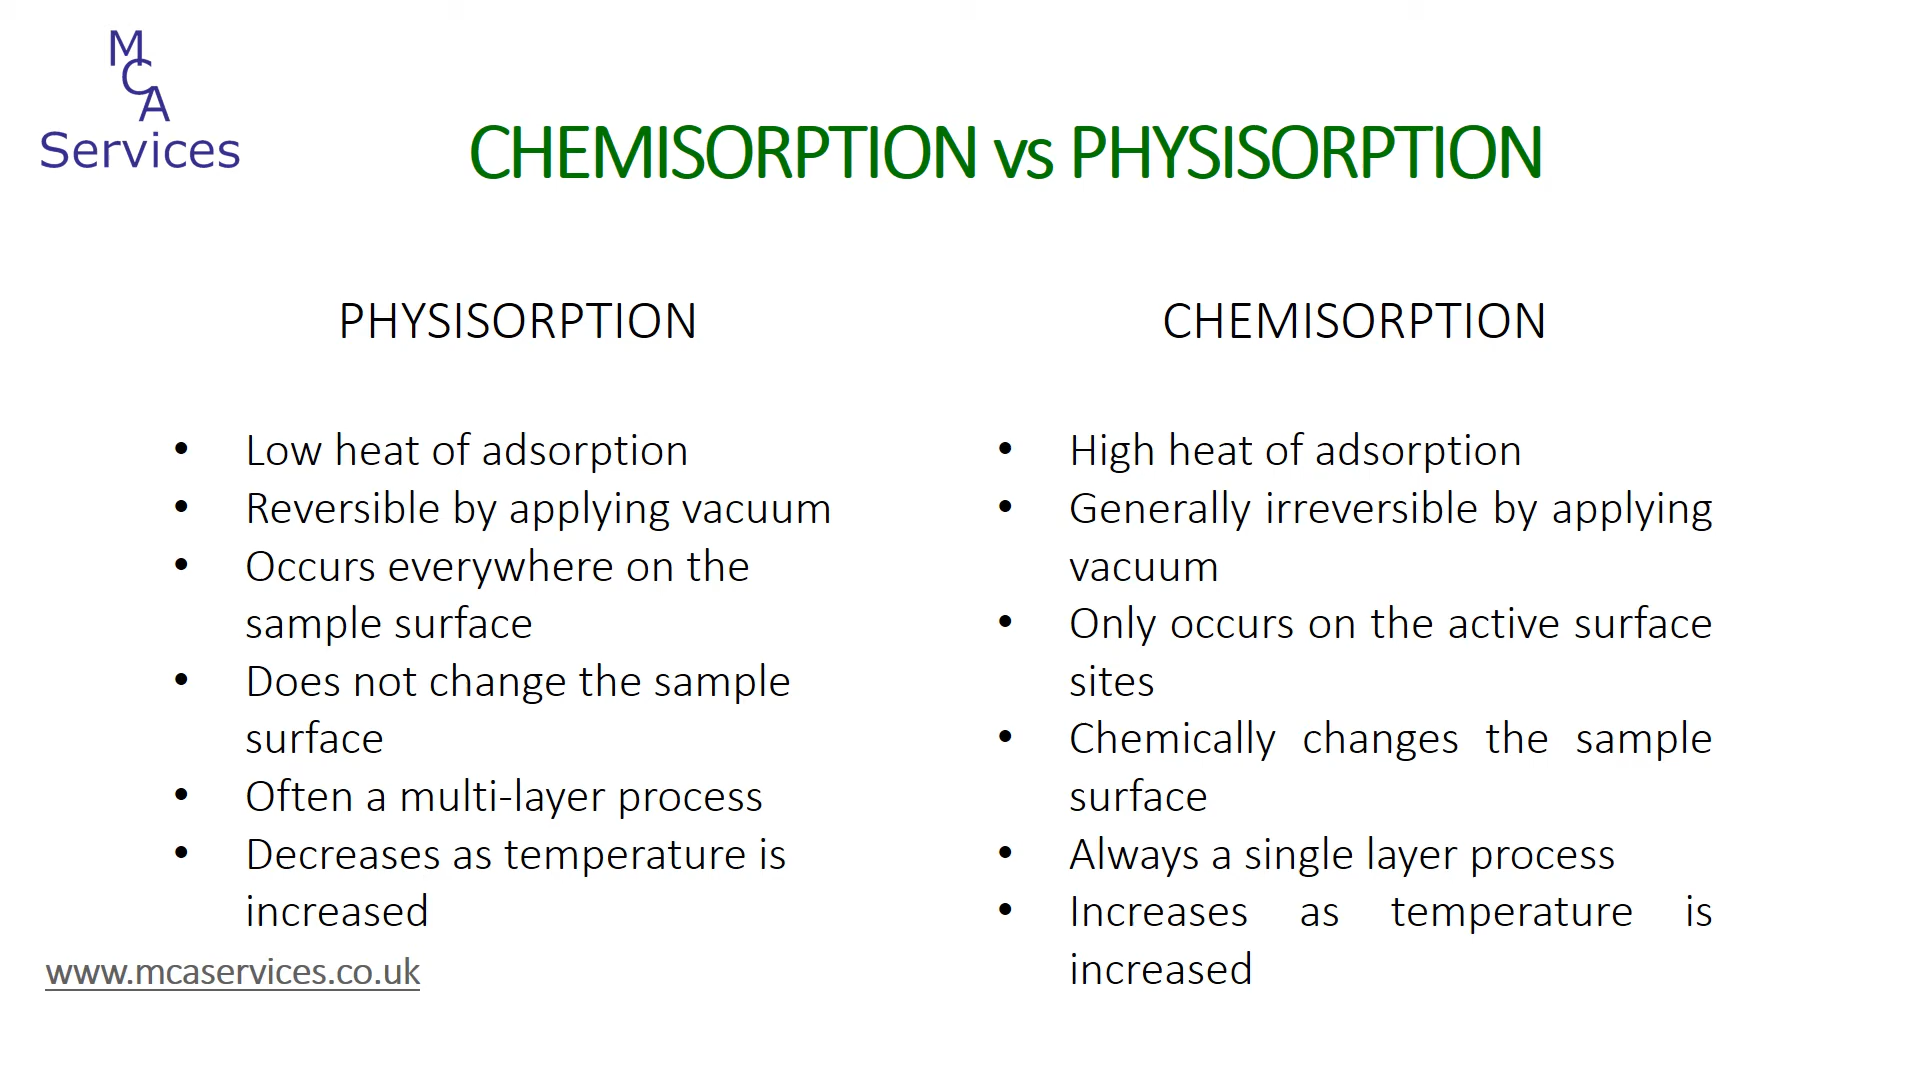 M
C
A
Services
CHEMISORPTION vs PHYSISORPTION
PHYSISORPTION
• Low heat of adsorption
• Reversible by applying vacuum
• Occurs everywhere on the
sample surface
• Does not change the sample
surface
• Often a multi-layer process
• Decreases as temperature is
increased
CHEMISORPTION
• High heat of adsorption
• Generally irreversible by applying
vacuum
• Only occurs on the active surface
sites
• Chemically changes the sample
surface
• Always a single layer process
• Increases as temperature is
increased
www.mcaservices.co.uk